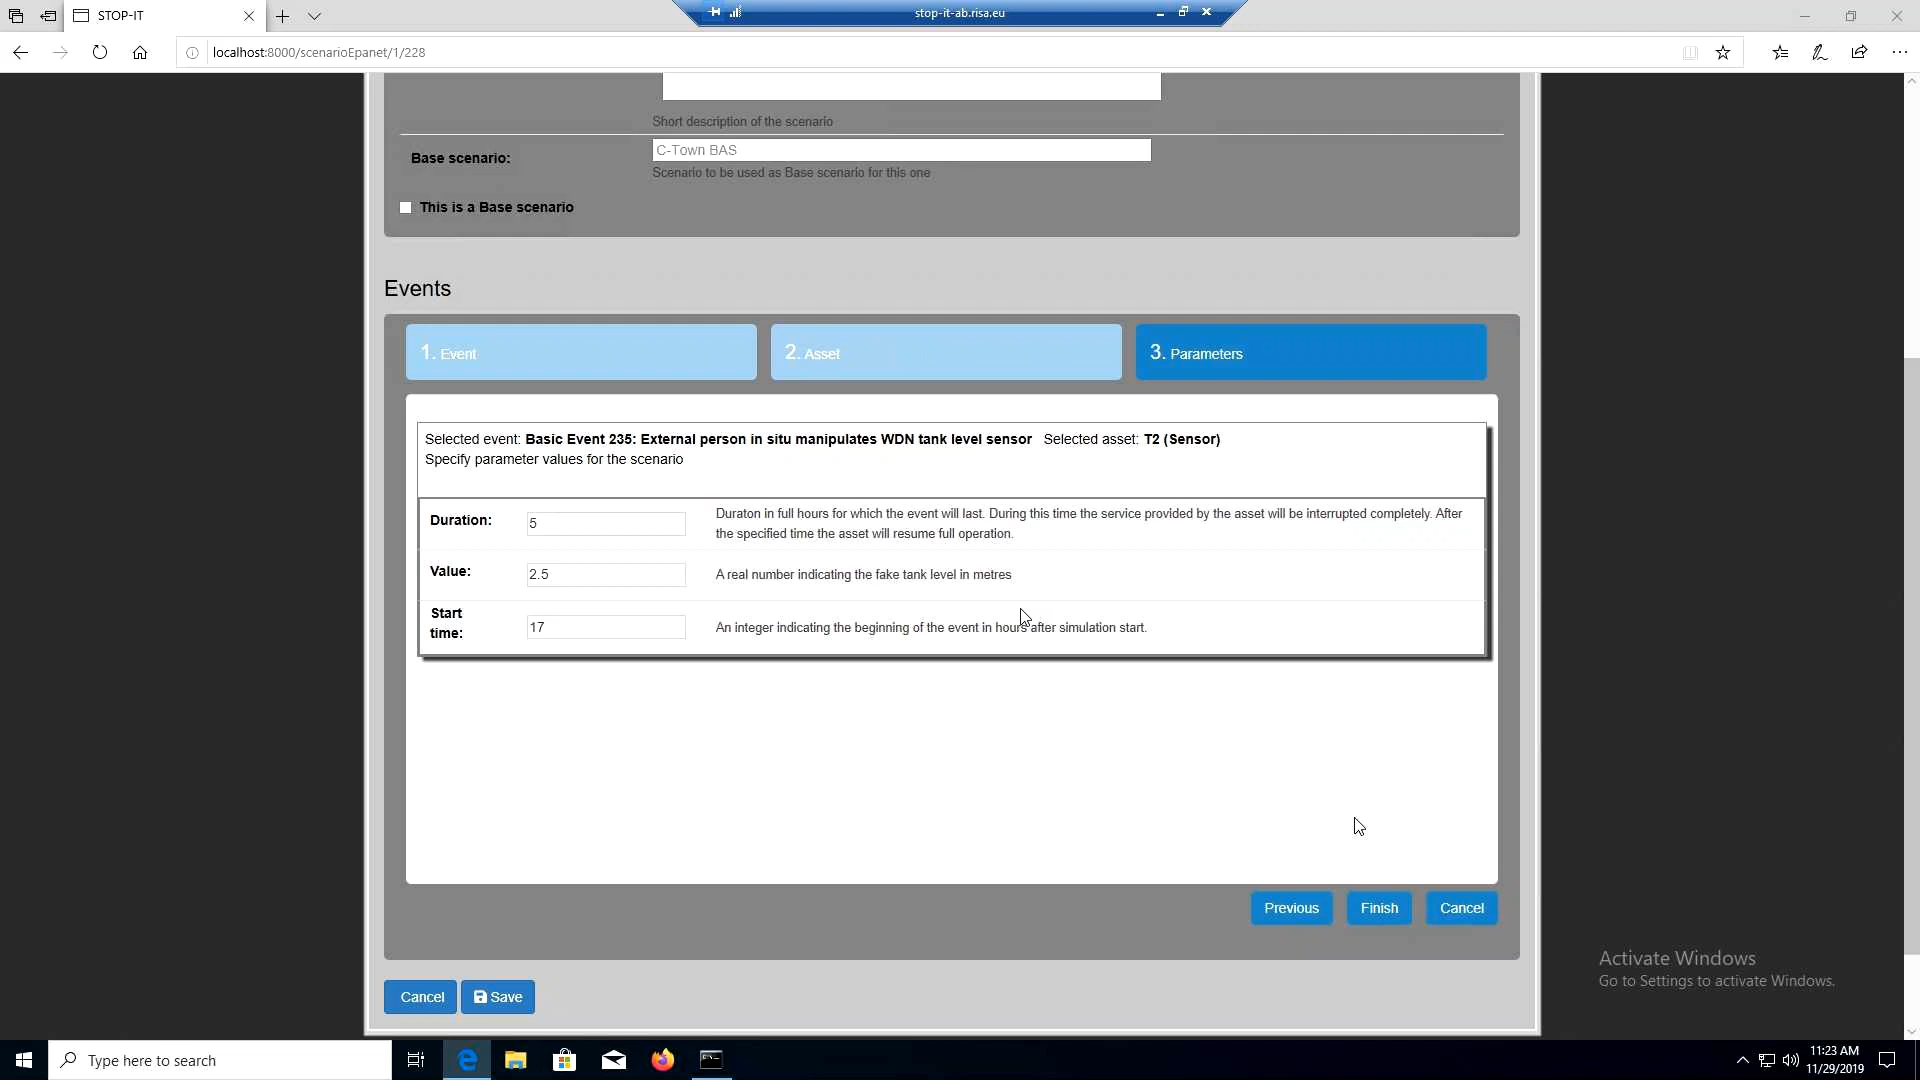 STOP-IT
stop-it-ab.risa.eu
localhost:8000/scenarioEpanet/1/228
Short description of the scenario
Base scenario:
C-Town BAS
Scenario to be used as Base scenario for this one
This is a Base scenario
Events
1. Event
2. Asset
3. Parameters
Selected event: Basic Event 235: External person in situ manipulates WDN tank level sensor Selected asset: T2 (Sensor)
Specify parameter values for the scenario
Duration:
5
Duraton in full hours for which the event will last. During this time the service provided by the asset will be interrupted completely. After
the specified time the asset will resume full operation.
Value:
2.5
A real number indicating the fake tank level in metres
Start
time:
17
An integer indicating the beginning of the event in hours after simulation start.
Previous
Finish
Cancel
Activate Windows
Go to Settings to activate Windows.
Cancel
Save
Type here to search
11:23 AM
11/29/2019